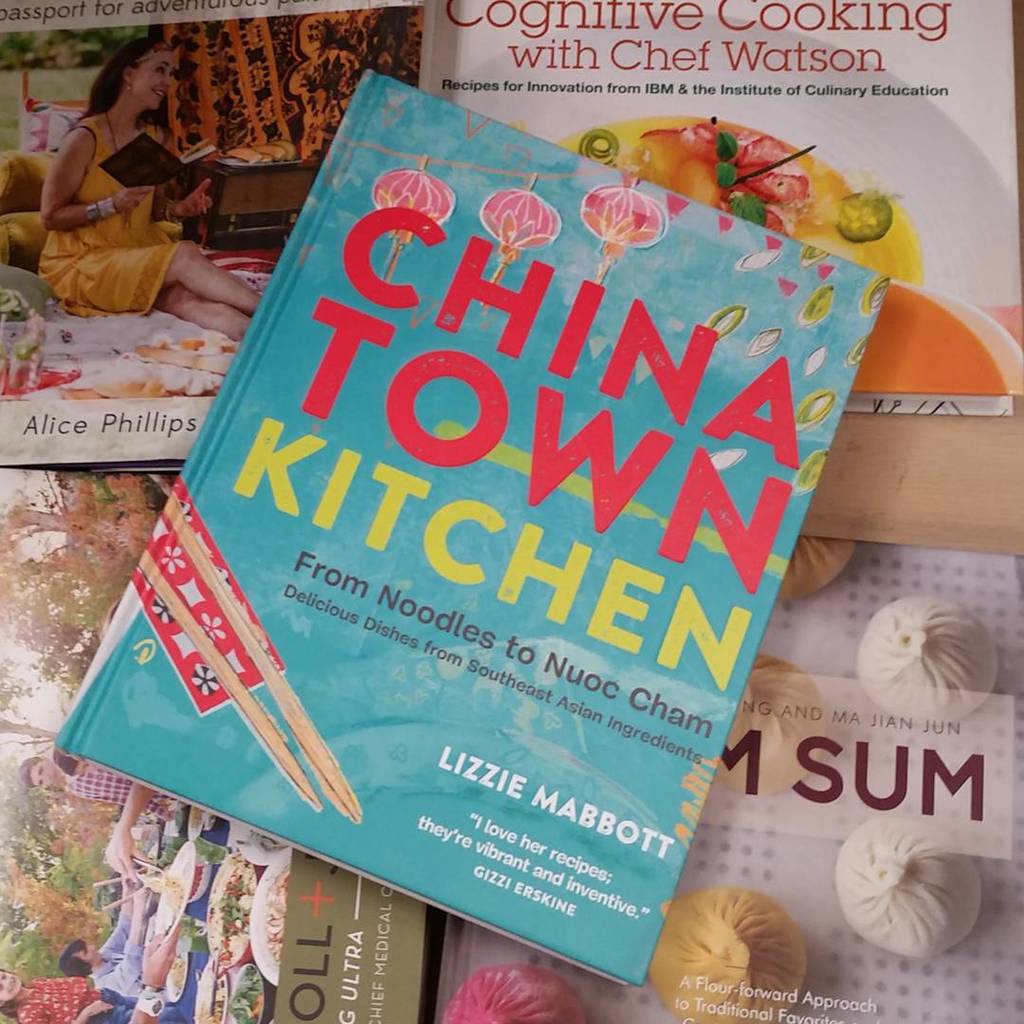 passport for adventurous
Alice Phillips
Cognitive Cooking
with Chef Watson
Recipes for Innovation from IBM & the Institute of Culinary Education
CHINA
TOWN
KITCHEN
From Noodles to Nuoc Cham
Delicious Dishes from Southeast Asian Ingredients
LIZZIE MABBOTT
"I love her recipes;
they're vibrant and inventive."
GIZZI ERSKINE
NG AND MA JIAN JUN
M SUM
A Flour-forward Approach
to Traditional Favorites
OLL +
G ULTRA
CHIEF MEDICAL